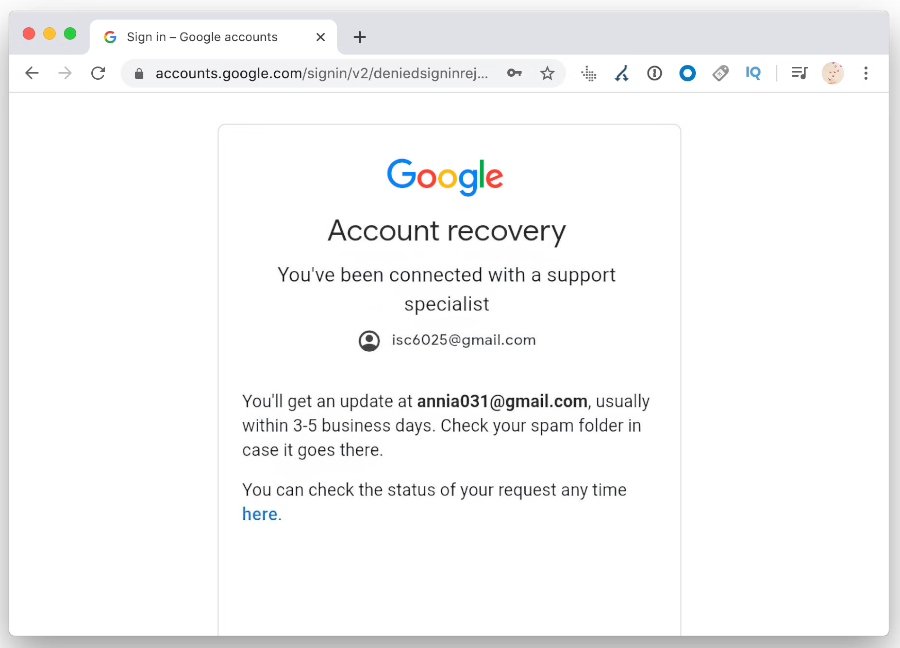 Sign in – Google accounts
accounts.google.com/signin/v2/deniedsigninrej...
IQ
Google
Account recovery
You've been connected with a support
specialist
isc6025@gmail.com
You'll get an update at annia031@gmail.com, usually
within 3-5 business days. Check your spam folder in
case it goes there.
You can check the status of your request any time
here.